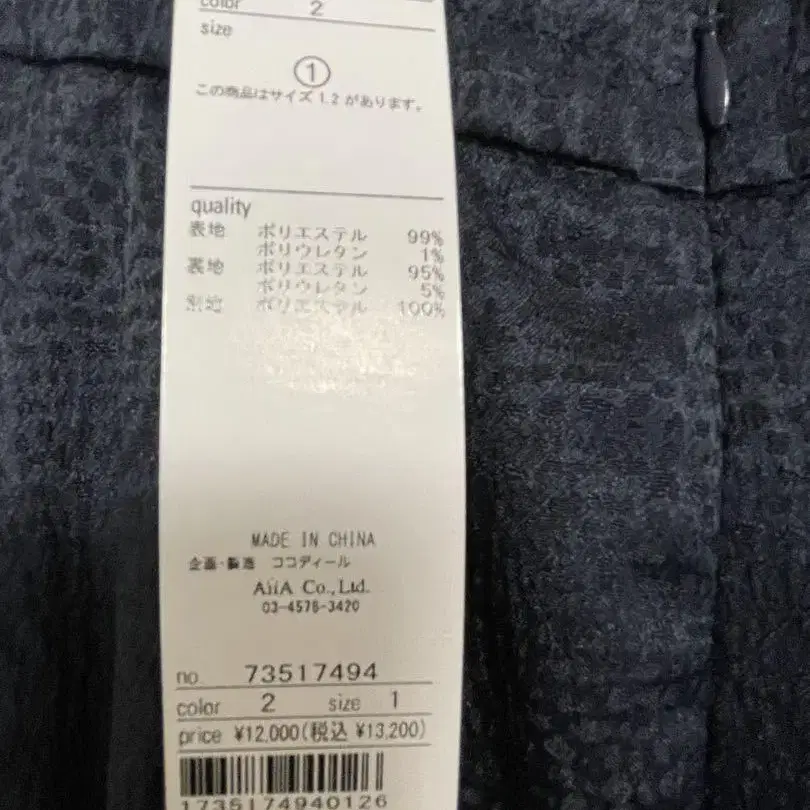 color 2
size
1
この商品はサイズ 1.2 があります。
quality
表地 ポリエステル 99%
ポリウレタン 1%
裏地 ポリエステル 95%
ポリウレタン 5%
別地 ポリエステル 100%
MADE IN CHINA
企画・製造 ココディール
AiiA Co.,Ltd.
03-4578-3420
no. 73517494
color 2 size 1
price ¥12,000(税込 ¥13,200)
1735174940126